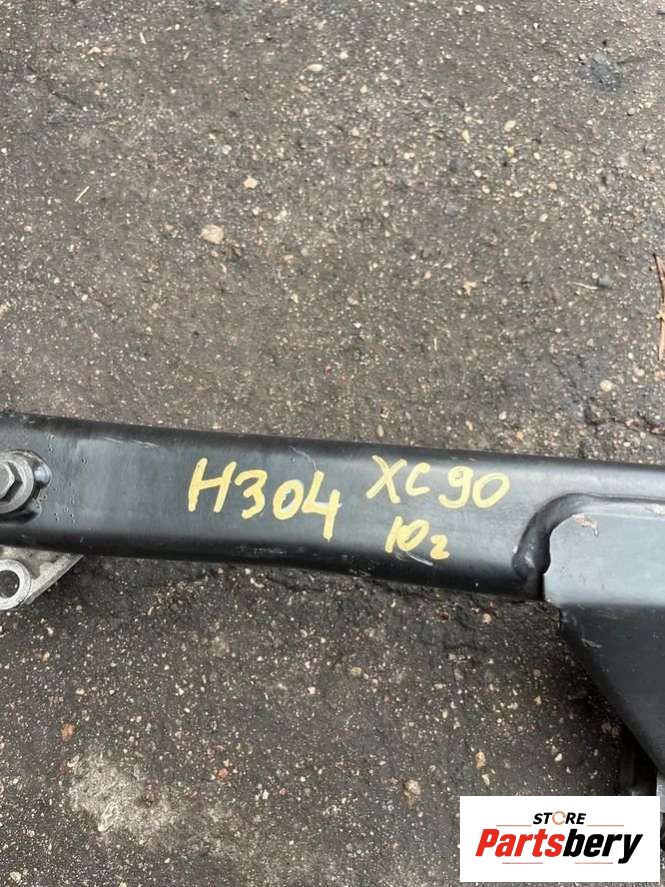 H304 XC90
10г
STORE
Partsbery